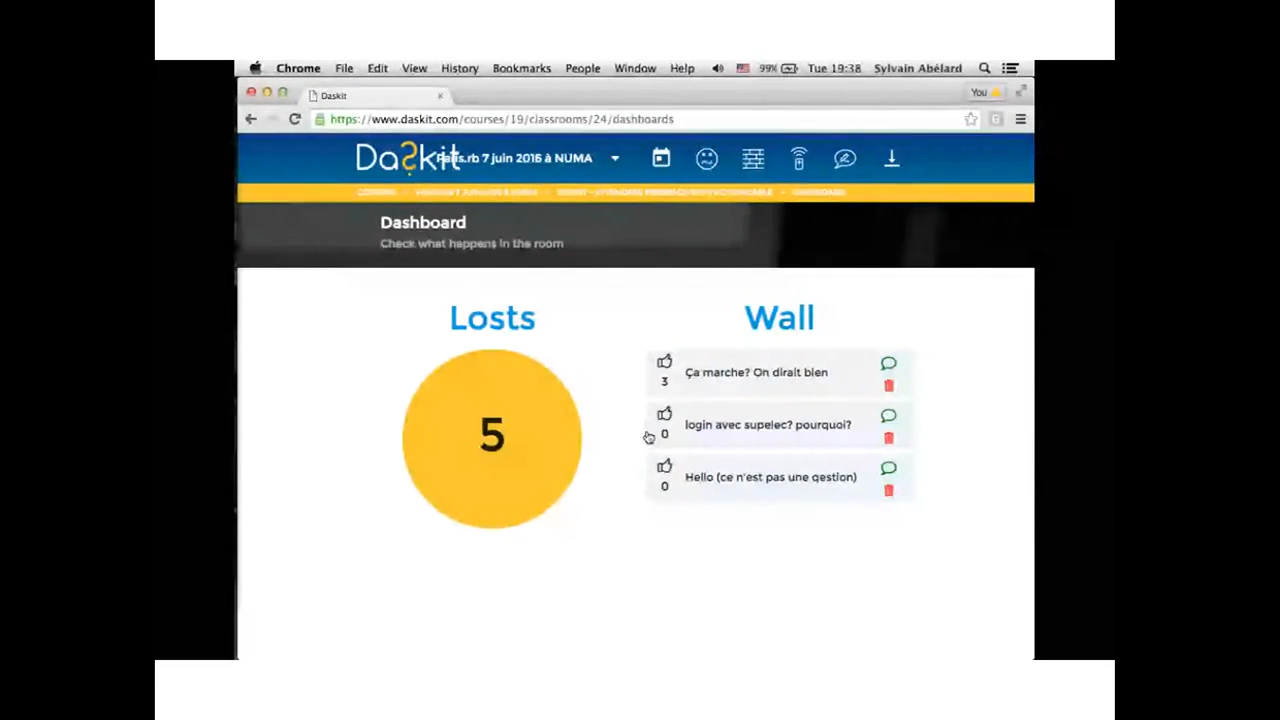 Chrome File Edit View History Bookmarks People Window Help 99% Tue 19:38 Sylvain Abélard
Daskit
You
https://www.daskit.com/courses/19/classrooms/24/dashboards
Daskit
Paris.rb 7 juin 2016 à NUMA
Dashboard
Check what happens in the room
Losts
Wall
5
Ça marche? On dirait bien
3
login avec supelec? pourquoi?
0
Hello (ce n'est pas une qestion)
0